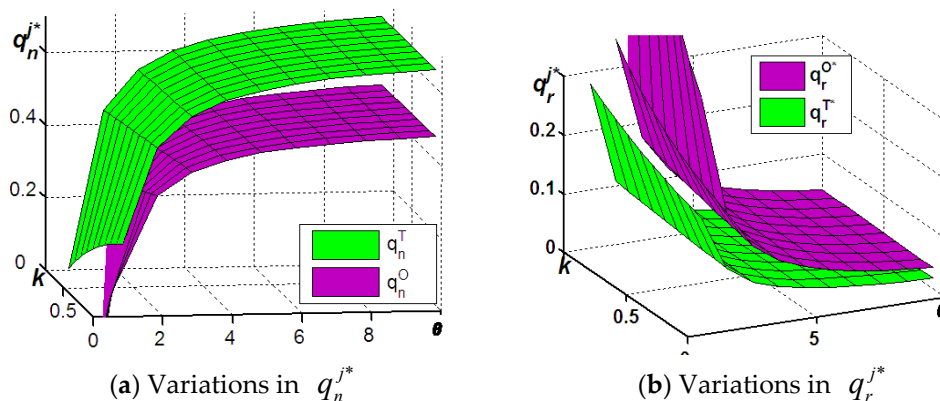 q_n^{j*}
0.4
0.2
0
k
0.5
0
2
4
6
8
q_n^T
q_n^O
(a) Variations in q_n^{j*}
q_r^{j*}
0.2
0.1
0
k
0.5
5
q_r^{O*}
q_r^{T*}
(b) Variations in q_r^{j*}